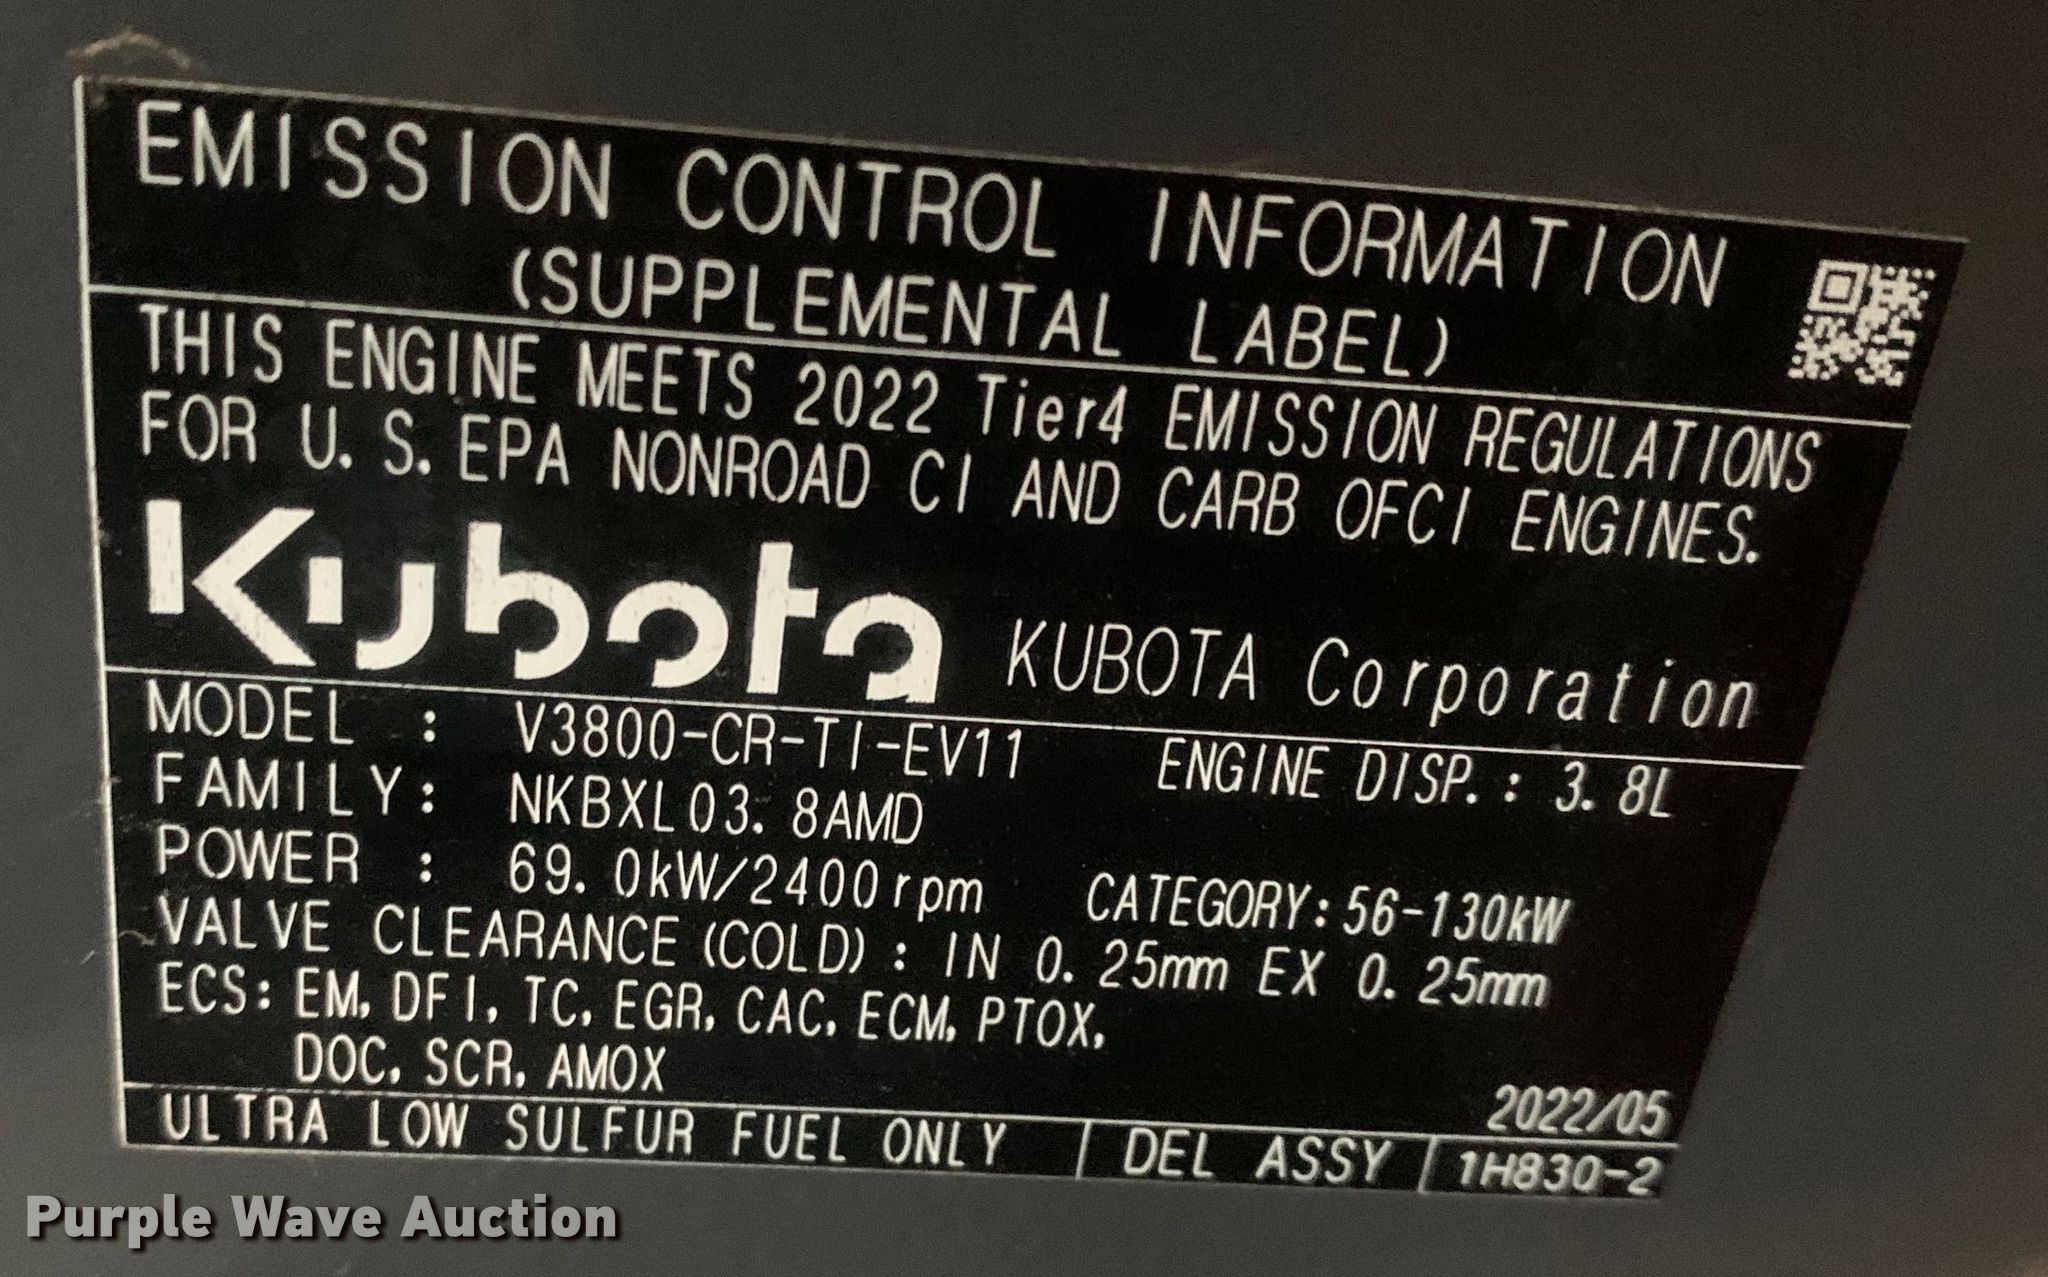 EMISSION CONTROL INFORMATION
(SUPPLEMENTAL LABEL)
THIS ENGINE MEETS 2022 Tier4 EMISSION REGULATIONS
FOR U.S.EPA NONROAD CI AND CARB OFCI ENGINES.
Kubota KUBOTA Corporation
MODEL : V3800-CR-TI-EV11 ENGINE DISP.: 3.8L
FAMILY: NKBXL03.8AMD
POWER : 69.0kW/2400rpm CATEGORY:56-130kW
VALVE CLEARANCE(COLD): IN 0.25mm EX 0.25mm
ECS: EM, DFI, TC, EGR, CAC, ECM, PTOX,
DOC, SCR, AMOX
2022/05
ULTRA LOW SULFUR FUEL ONLY DEL ASSY 1H830-2
Purple Wave Auction